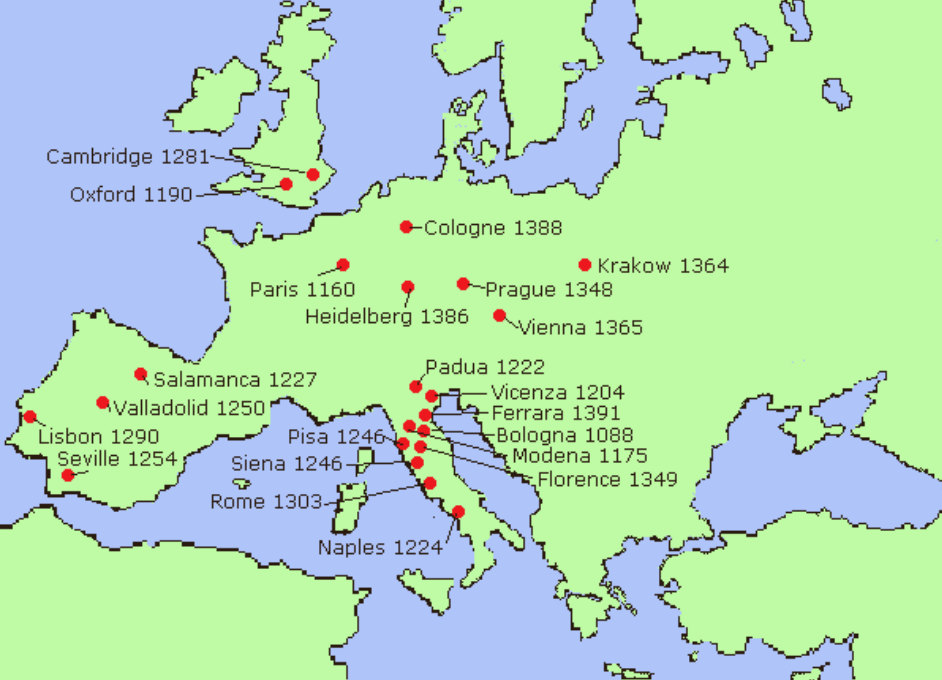 Cambridge 1281
Oxford 1190
Cologne 1388
Paris 1160
Krakow 1364
Prague 1348
Heidelberg 1386
Vienna 1365
Padua 1222
Salamanca 1227
Vicenza 1204
Valladolid 1250
Ferrara 1391
Lisbon 1290
Pisa 1246
Bologna 1088
Seville 1254
Siena 1246
Modena 1175
Florence 1349
Rome 1303
Naples 1224